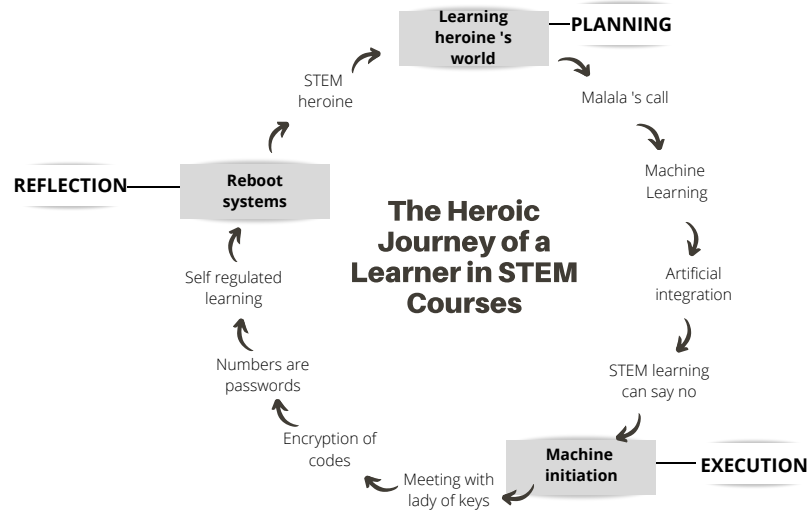 Learning
heroine 's
world
PLANNING
Malala 's call
Machine
Learning
Artificial
integration
STEM learning
can say no
Machine
initiation
EXECUTION
Meeting with
lady of keys
Encryption of
codes
Numbers are
passwords
Self regulated
learning
Reboot
systems
REFLECTION
STEM
heroine
The Heroic
Journey of a
Learner in STEM
Courses